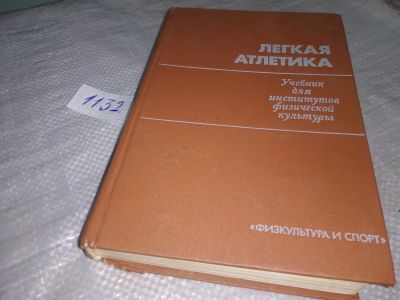 ЛЕГКАЯ
АТЛЕТИКА
Учебник
для
институтов
физической
культуры
«ФИЗКУЛЬТУРА И СПОРТ»
1132